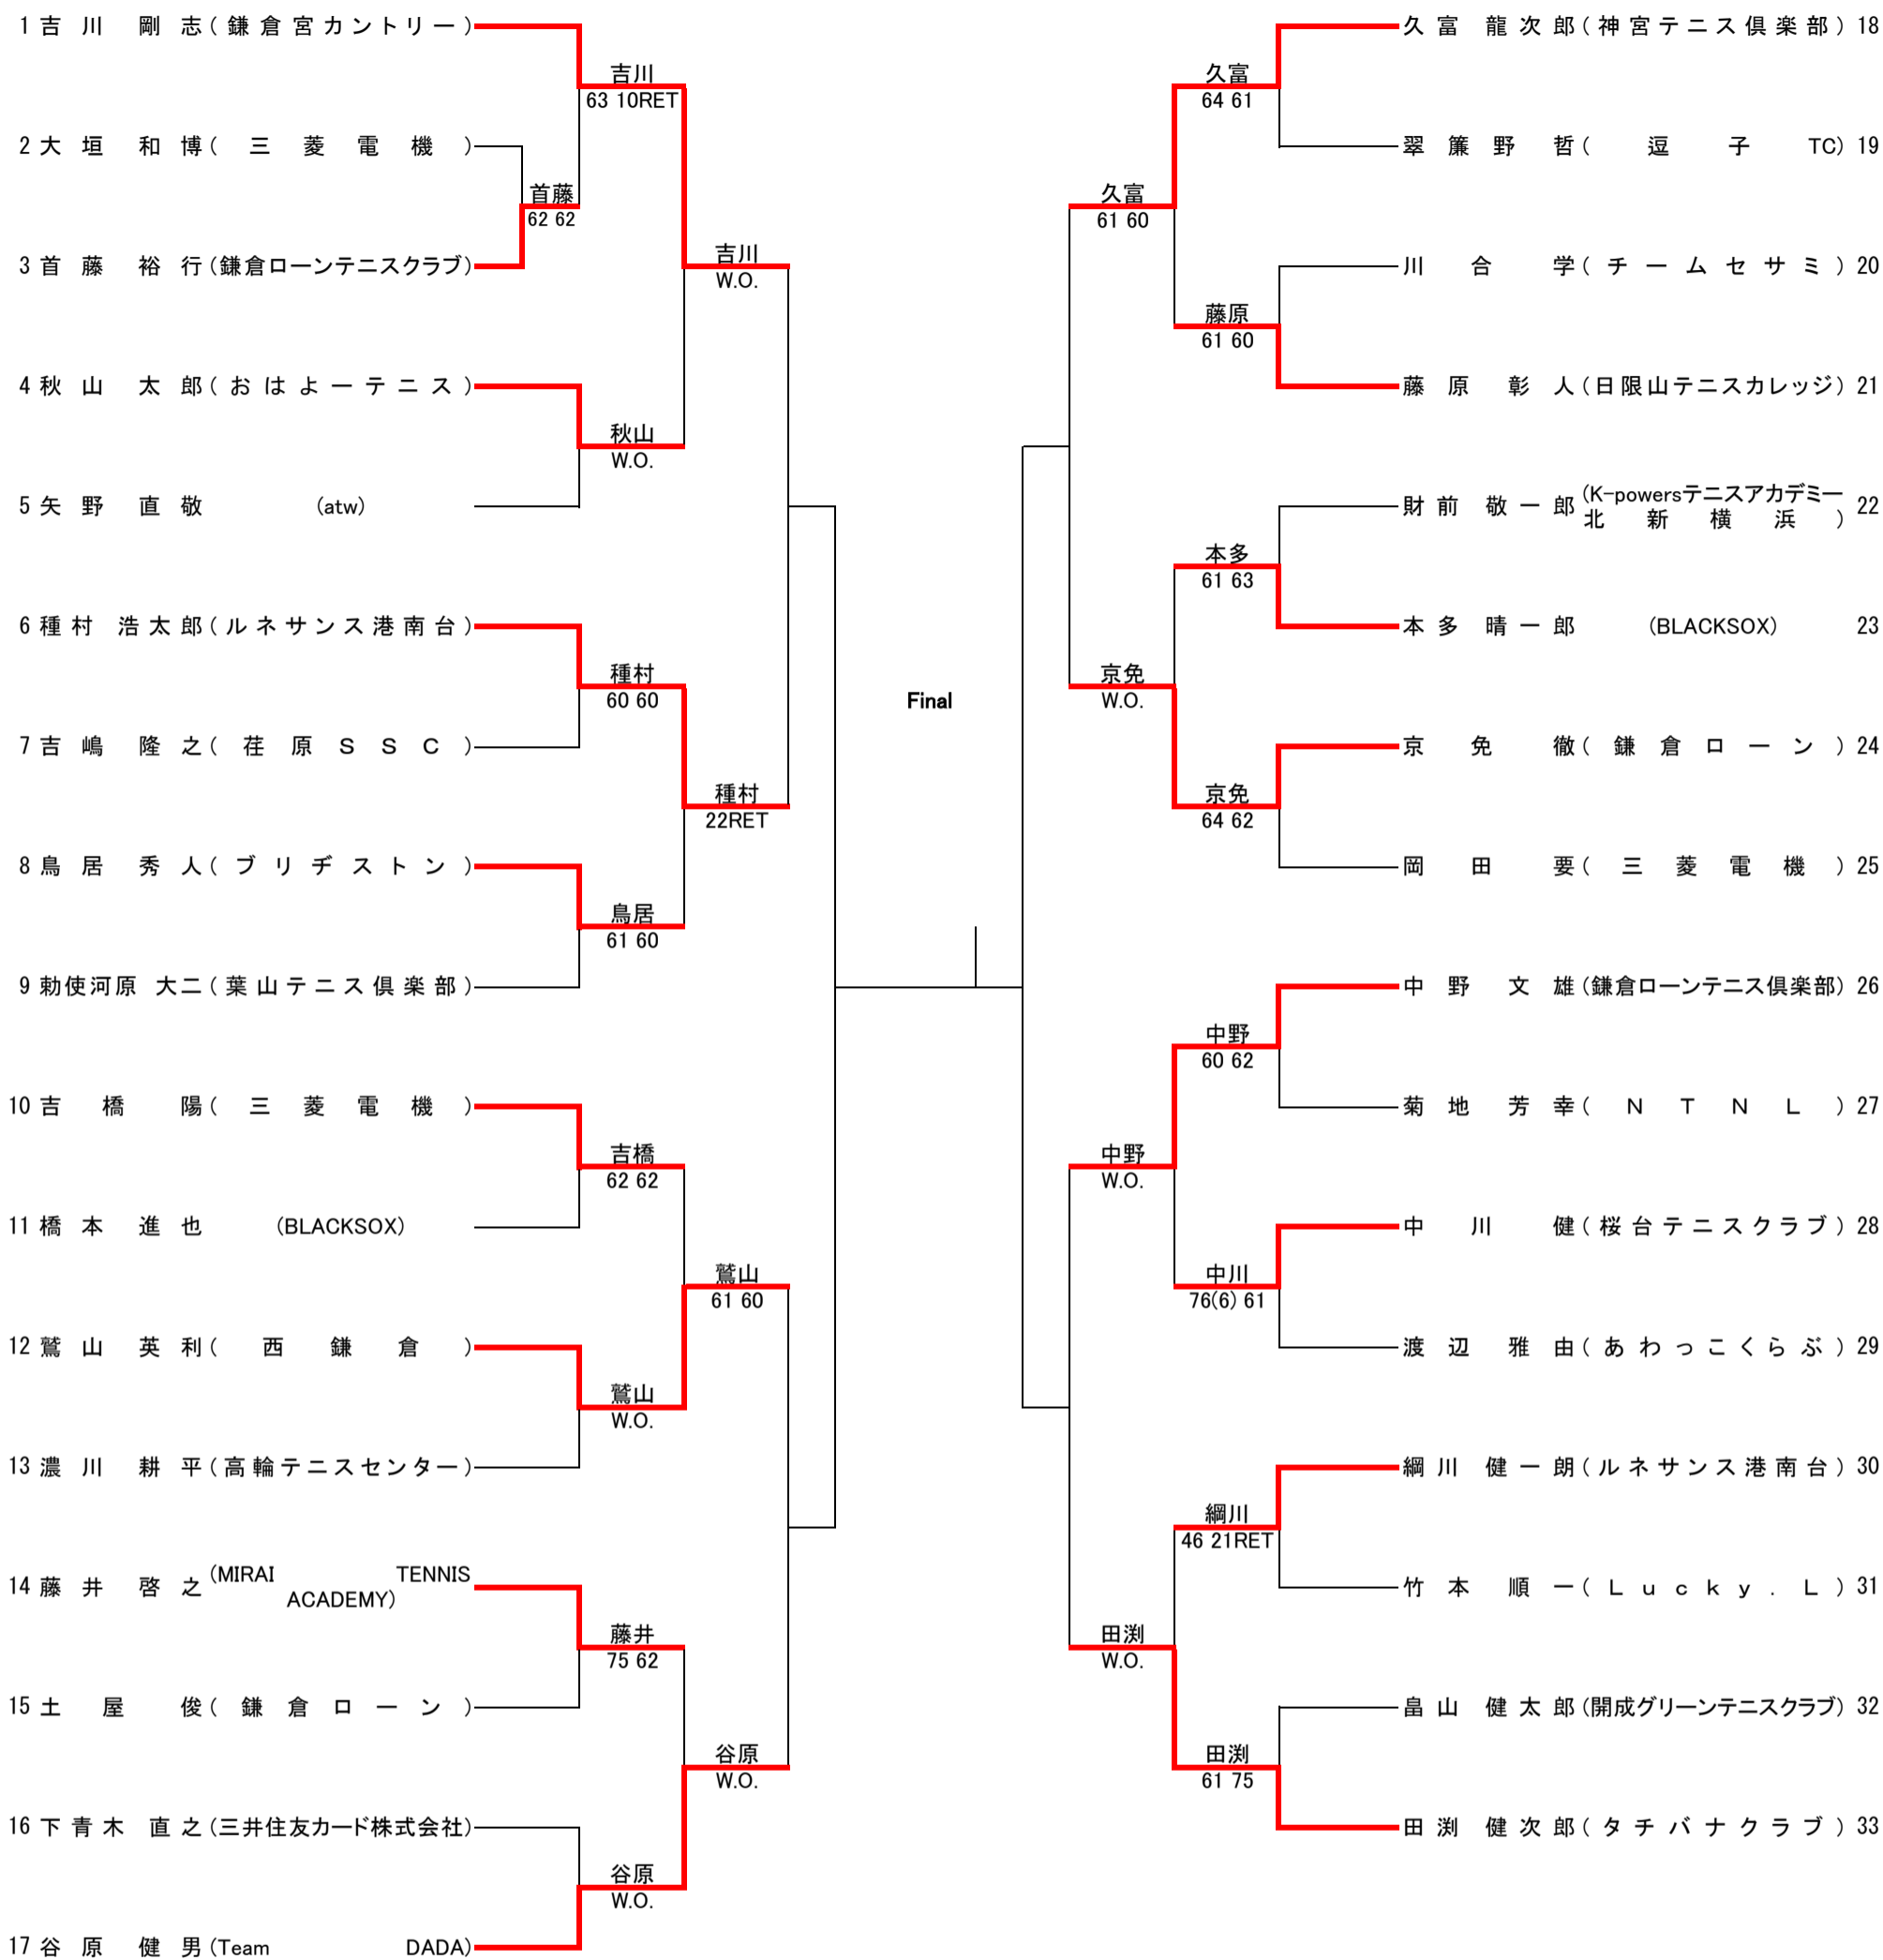 1 吉川 剛志 (鎌倉宮カントリー)
吉川
63 10RET
2 大垣 和博 (三菱電機)
首藤
62 62
3 首藤 裕行 (鎌倉ローンテニスクラブ)
吉川
W.O.
4 秋山 太郎 (おはよーテニス)
秋山
W.O.
5 矢野 直敬 (atw)
6 種村 浩太郎 (ルネサンス港南台)
種村
60 60
7 吉嶋 隆之 (荏原SSC)
種村
22RET
8 鳥居 秀人 (ブリヂストン)
鳥居
61 60
9 勅使河原 大二 (葉山テニス倶楽部)
10 吉橋 陽 (三菱電機)
吉橋
62 62
11 橋本 進也 (BLACKSOX)
鷲山
61 60
12 鷲山 英利 (西鎌倉)
鷲山
W.O.
13 濃川 耕平 (高輪テニスセンター)
14 藤井 啓之 (MIRAI TENNIS
ACADEMY)
藤井
75 62
15 土屋 俊 (鎌倉ローン)
谷原
W.O.
16 下青木 直之 (三井住友カード株式会社)
谷原
W.O.
17 谷原 健男 (Team DADA)
Final
久富 龍次郎 (神宮テニス倶楽部) 18
久富
64 61
翠簾野 哲 (逗子TC) 19
久富
61 60
川合 学 (チームセサミ) 20
藤原
61 60
藤原 彰人 (日限山テニスカレッジ) 21
財前 敬一郎 (K-powersテニスアカデミー
北新横浜) 22
本多
61 63
本多 晴一郎 (BLACKSOX) 23
京免
W.O.
京免 徹 (鎌倉ローン) 24
京免
64 62
岡田 要 (三菱電機) 25
中野 文雄 (鎌倉ローンテニス倶楽部) 26
中野
60 62
菊地 芳幸 (NTNL) 27
中野
W.O.
中川 健 (桜台テニスクラブ) 28
中川
76(6) 61
渡辺 雅由 (あわっこくらぶ) 29
綱川 健一朗 (ルネサンス港南台) 30
綱川
46 21RET
竹本 順一 (Lucky.L) 31
田渕
W.O.
畠山 健太郎 (開成グリーンテニスクラブ) 32
田渕
61 75
田渕 健次郎 (タチバナクラブ) 33